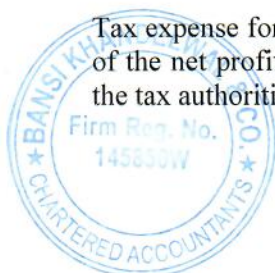 Tax expense for
of the net profit
the tax authoriti
BANSI KHANDELWAL & CO.
Firm Reg. No.
145850W
★ CHARTERED ACCOUNTANTS ★